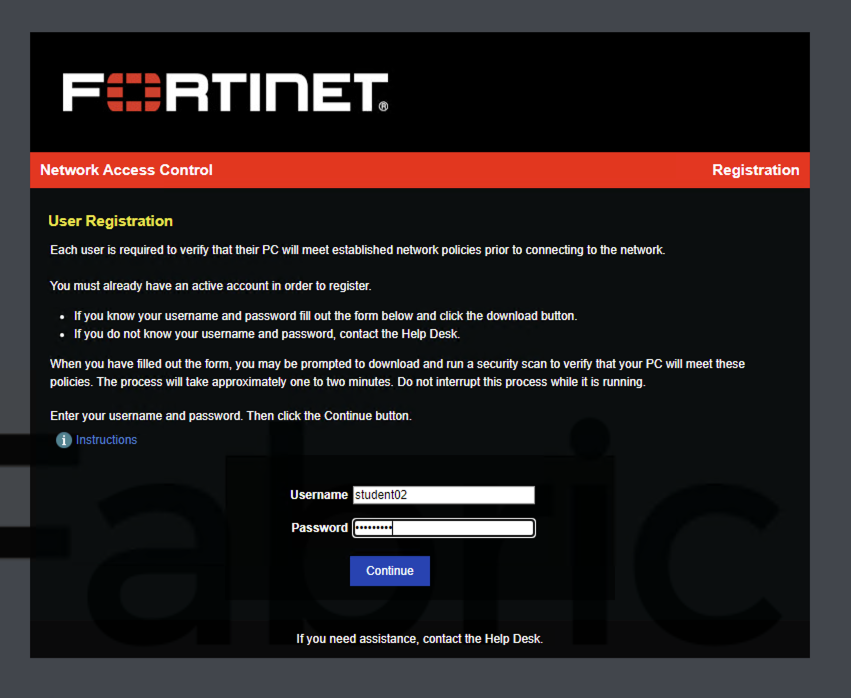 FORTINET®
Network Access Control Registration
User Registration
Each user is required to verify that their PC will meet established network policies prior to connecting to the network.
You must already have an active account in order to register.
• If you know your username and password fill out the form below and click the download button.
• If you do not know your username and password, contact the Help Desk.
When you have filled out the form, you may be prompted to download and run a security scan to verify that your PC will meet these
policies. The process will take approximately one to two minutes. Do not interrupt this process while it is running.
Enter your username and password. Then click the Continue button.
i Instructions
Fabric
Username student02
Password •••••••••
Continue
If you need assistance, contact the Help Desk.